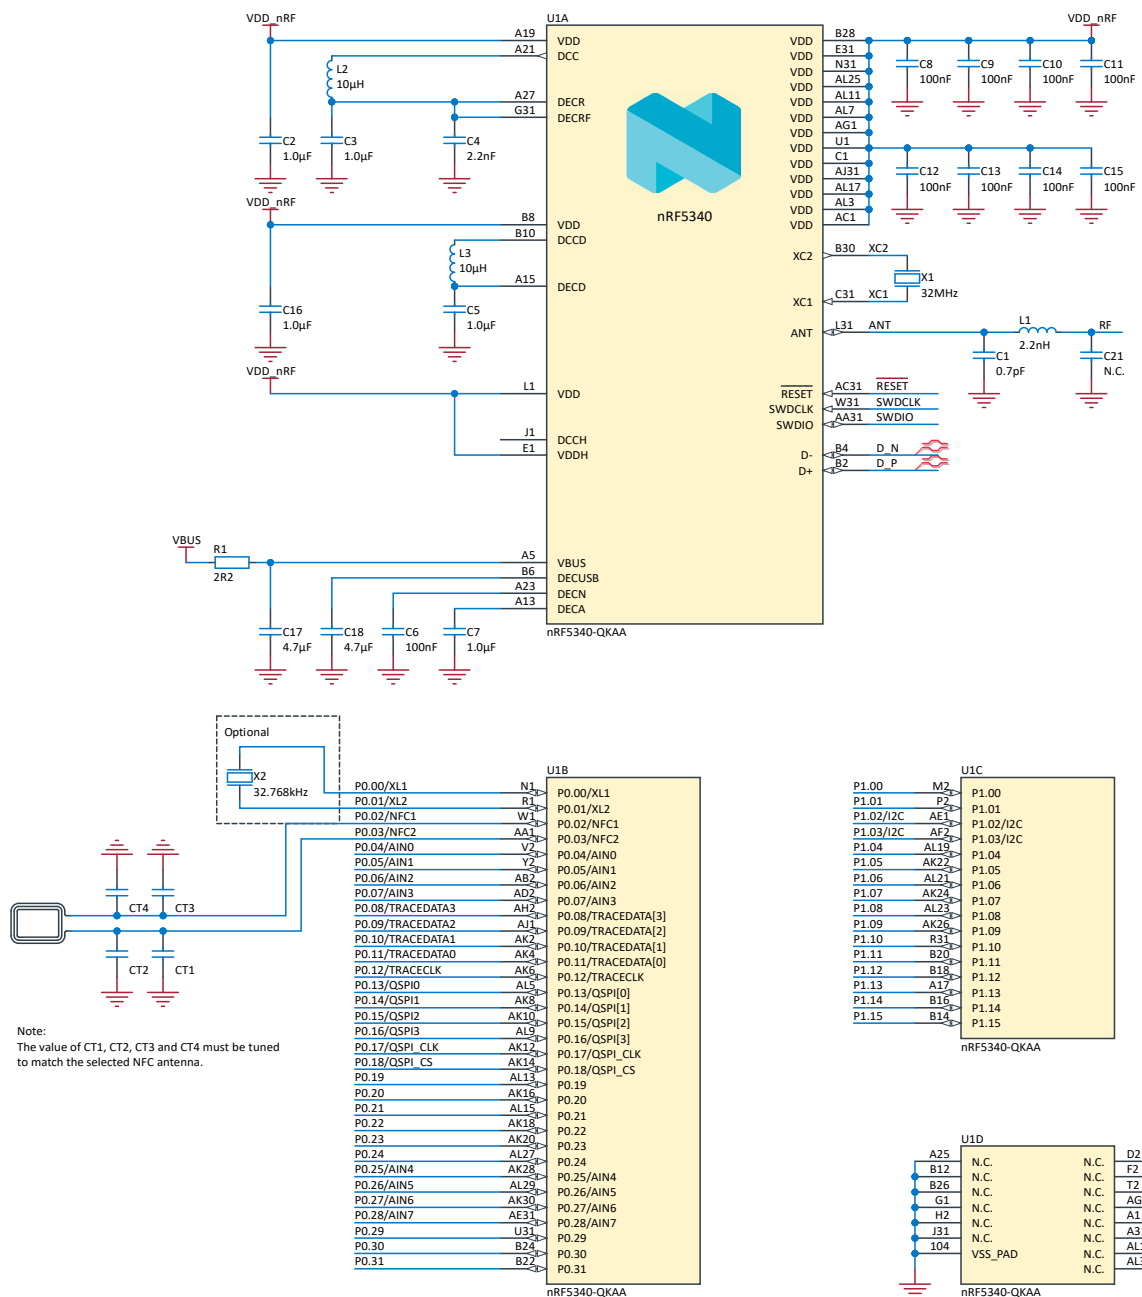 U1A
VDD_nRF
A19 VDD
A21 DCC
L2
10µH
A27 DECR
G31 DECRF
C2
1.0µF
C3
1.0µF
C4
2.2nF
VDD_nRF
B8 VDD
B10 DCCD
L3
10µH
A15 DECD
C16
1.0µF
C5
1.0µF
VDD_nRF
L1 VDD
J1 DCCH
E1 VDDH
VBUS
R1
2R2
A5 VBUS
B6 DECUSB
A23 DECN
A13 DECA
C17
4.7µF
C18
4.7µF
C6
100nF
C7
1.0µF
nRF5340
nRF5340-QKAA
VDD_nRF
VDD B28
VDD E31
VDD N31
VDD AL25
VDD AL11
VDD AL7
VDD AG1
VDD U1
VDD C1
VDD AJ31
VDD AL17
VDD AL3
VDD AC1
C8
100nF
C9
100nF
C10
100nF
C11
100nF
C12
100nF
C13
100nF
C14
100nF
C15
100nF
XC2 B30 XC2
X1
32MHz
XC1 C31 XC1
ANT L31 ANT
L1
2.2nH
RF
C1
0.7pF
C21
N.C.
RESET AC31 RESET
SWDCLK W31 SWDCLK
SWDIO AA31 SWDIO
D- B4 D_N
D+ B2 D_P
Optional
X2
32.768kHz
U1B
P0.00/XL1 N1 P0.00/XL1
P0.01/XL2 R1 P0.01/XL2
P0.02/NFC1 W1 P0.02/NFC1
P0.03/NFC2 AA1 P0.03/NFC2
P0.04/AIN0 V2 P0.04/AIN0
P0.05/AIN1 Y2 P0.05/AIN1
P0.06/AIN2 AB2 P0.06/AIN2
P0.07/AIN3 AD2 P0.07/AIN3
P0.08/TRACEDATA3 AH2 P0.08/TRACEDATA[3]
P0.09/TRACEDATA2 AJ1 P0.09/TRACEDATA[2]
P0.10/TRACEDATA1 AK2 P0.10/TRACEDATA[1]
P0.11/TRACEDATA0 AK4 P0.11/TRACEDATA[0]
P0.12/TRACECLK AK6 P0.12/TRACECLK
P0.13/QSPI0 AL5 P0.13/QSPI[0]
P0.14/QSPI1 AK8 P0.14/QSPI[1]
P0.15/QSPI2 AK10 P0.15/QSPI[2]
P0.16/QSPI3 AL9 P0.16/QSPI[3]
P0.17/QSPI_CLK AK12 P0.17/QSPI_CLK
P0.18/QSPI_CS AK14 P0.18/QSPI_CS
P0.19 AL13 P0.19
P0.20 AK16 P0.20
P0.21 AL15 P0.21
P0.22 AK18 P0.22
P0.23 AK20 P0.23
P0.24 AL27 P0.24
P0.25/AIN4 AK28 P0.25/AIN4
P0.26/AIN5 AL29 P0.26/AIN5
P0.27/AIN6 AK30 P0.27/AIN6
P0.28/AIN7 AE31 P0.28/AIN7
P0.29 U31 P0.29
P0.30 B24 P0.30
P0.31 B22 P0.31
nRF5340-QKAA
CT4
CT3
CT2
CT1
Note:
The value of CT1, CT2, CT3 and CT4 must be tuned
to match the selected NFC antenna.
U1C
P1.00 M2 P1.00
P1.01 P2 P1.01
P1.02/I2C AE1 P1.02/I2C
P1.03/I2C AF2 P1.03/I2C
P1.04 AL19 P1.04
P1.05 AK22 P1.05
P1.06 AL21 P1.06
P1.07 AK24 P1.07
P1.08 AL23 P1.08
P1.09 AK26 P1.09
P1.10 R31 P1.10
P1.11 B20 P1.11
P1.12 B18 P1.12
P1.13 A17 P1.13
P1.14 B16 P1.14
P1.15 B14 P1.15
nRF5340-QKAA
U1D
A25 N.C. N.C. D2
B12 N.C. N.C. F2
B26 N.C. N.C. T2
G1 N.C. N.C. AG
H2 N.C. N.C. A1
J31 N.C. N.C.
104 VSS_PAD N.C.
N.C.
nRF5340-QKAA